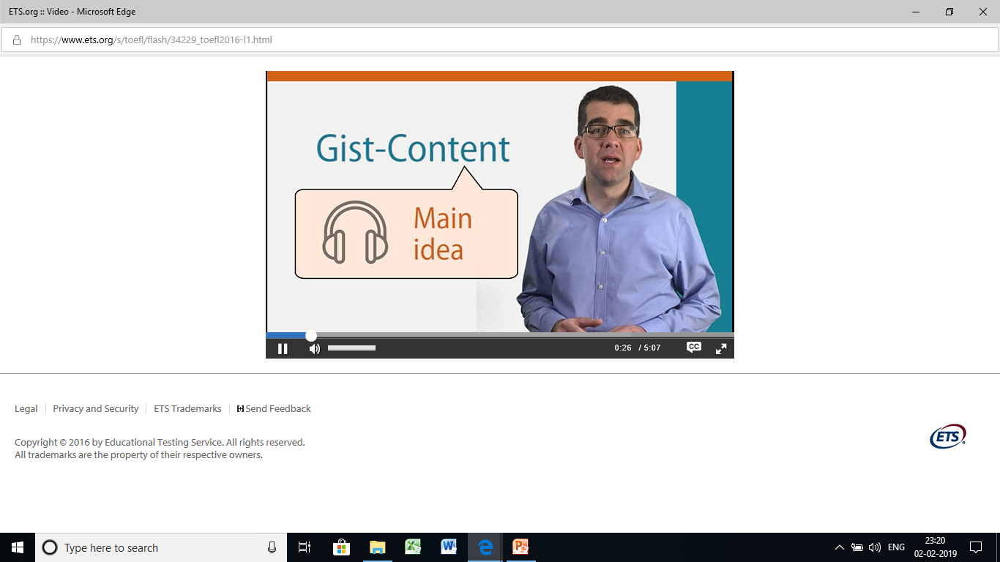 ETS.org :: Video - Microsoft Edge
https://www.ets.org/s/toefl/flash/34229_toefl2016-l1.html
Gist-Content
Main
idea
0:26 / 5:07
CC
Legal Privacy and Security ETS Trademarks Send Feedback
Copyright © 2016 by Educational Testing Service. All rights reserved.
All trademarks are the property of their respective owners.
ETS®
Type here to search
ENG
23:20
02-02-2019